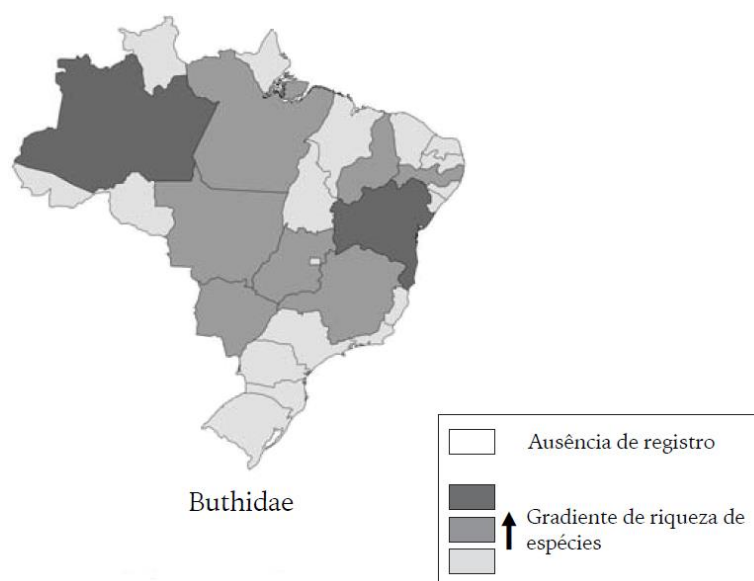 Buthidae
Ausência de registro
Gradiente de riqueza de
espécies